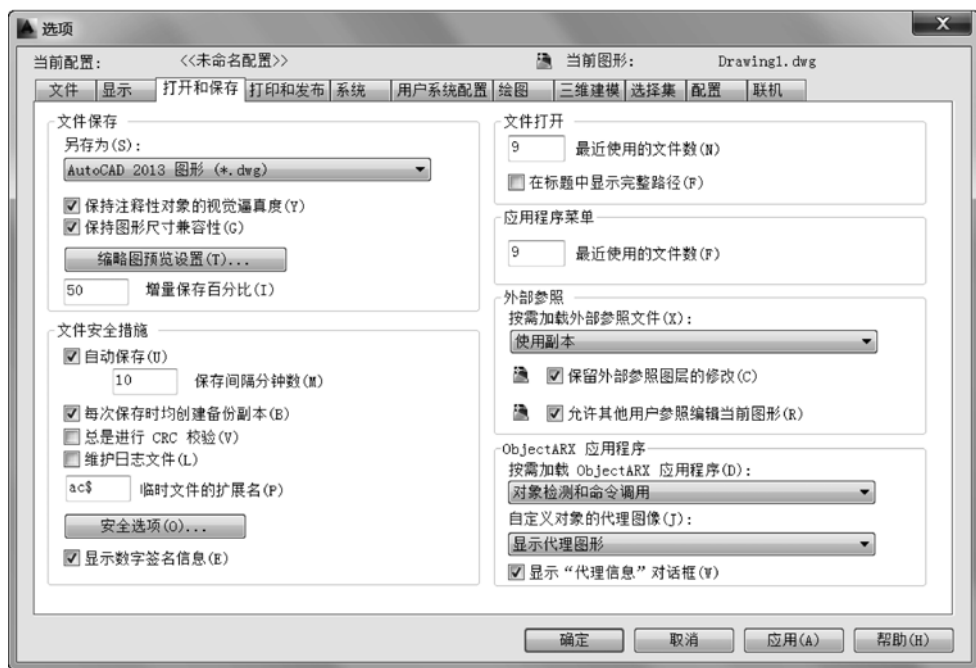 选项
当前配置: <<未命名配置>> 当前图形: Drawing1.dwg
文件 显示 打开和保存 打印和发布 系统 用户系统配置 绘图 三维建模 选择集 配置 联机
文件保存
另存为(S):
AutoCAD 2013 图形 (*.dwg)
保持注释性对象的视觉逼真度(Y)
保持图形尺寸兼容性(G)
缩略图预览设置(T)...
50 增量保存百分比(I)
文件安全措施
自动保存(U)
10 保存间隔分钟数(M)
每次保存时均创建备份副本(B)
总是进行 CRC 校验(V)
维护日志文件(L)
ac$ 临时文件的扩展名(P)
安全选项(O)...
显示数字签名信息(E)
文件打开
9 最近使用的文件数(N)
在标题中显示完整路径(F)
应用程序菜单
9 最近使用的文件数(F)
外部参照
按需加载外部参照文件(X):
使用副本
保留外部参照图层的修改(C)
允许其他用户参照编辑当前图形(R)
ObjectARX 应用程序
按需加载 ObjectARX 应用程序(D):
对象检测和命令调用
自定义对象的代理图像(J):
显示代理图形
显示“代理信息”对话框(W)
确定 取消 应用(A) 帮助(H)